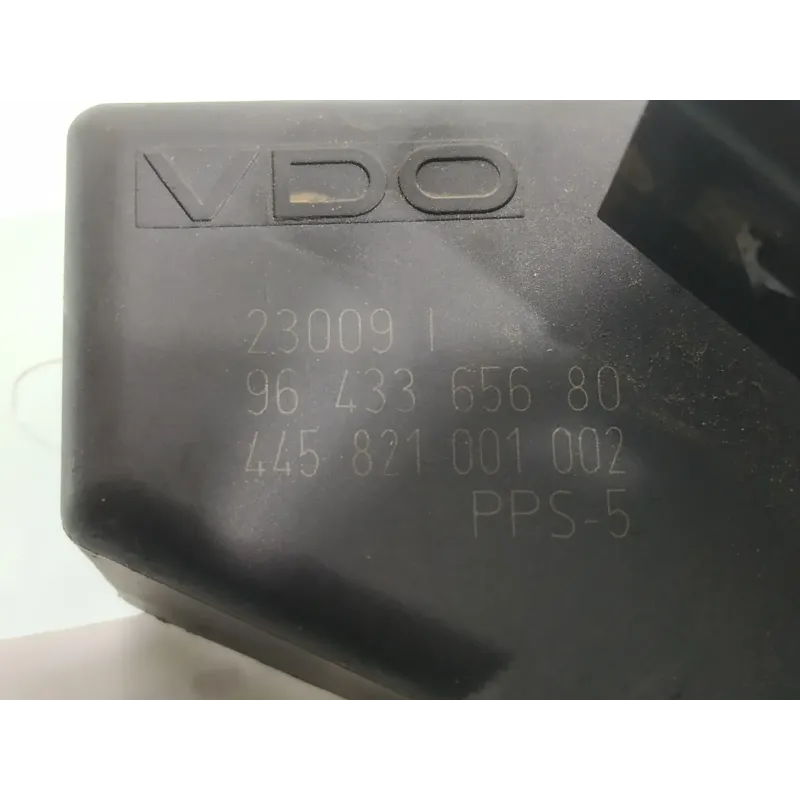 VDO
23009 I
96 433 656 80
445 821 001 002
PPS-5